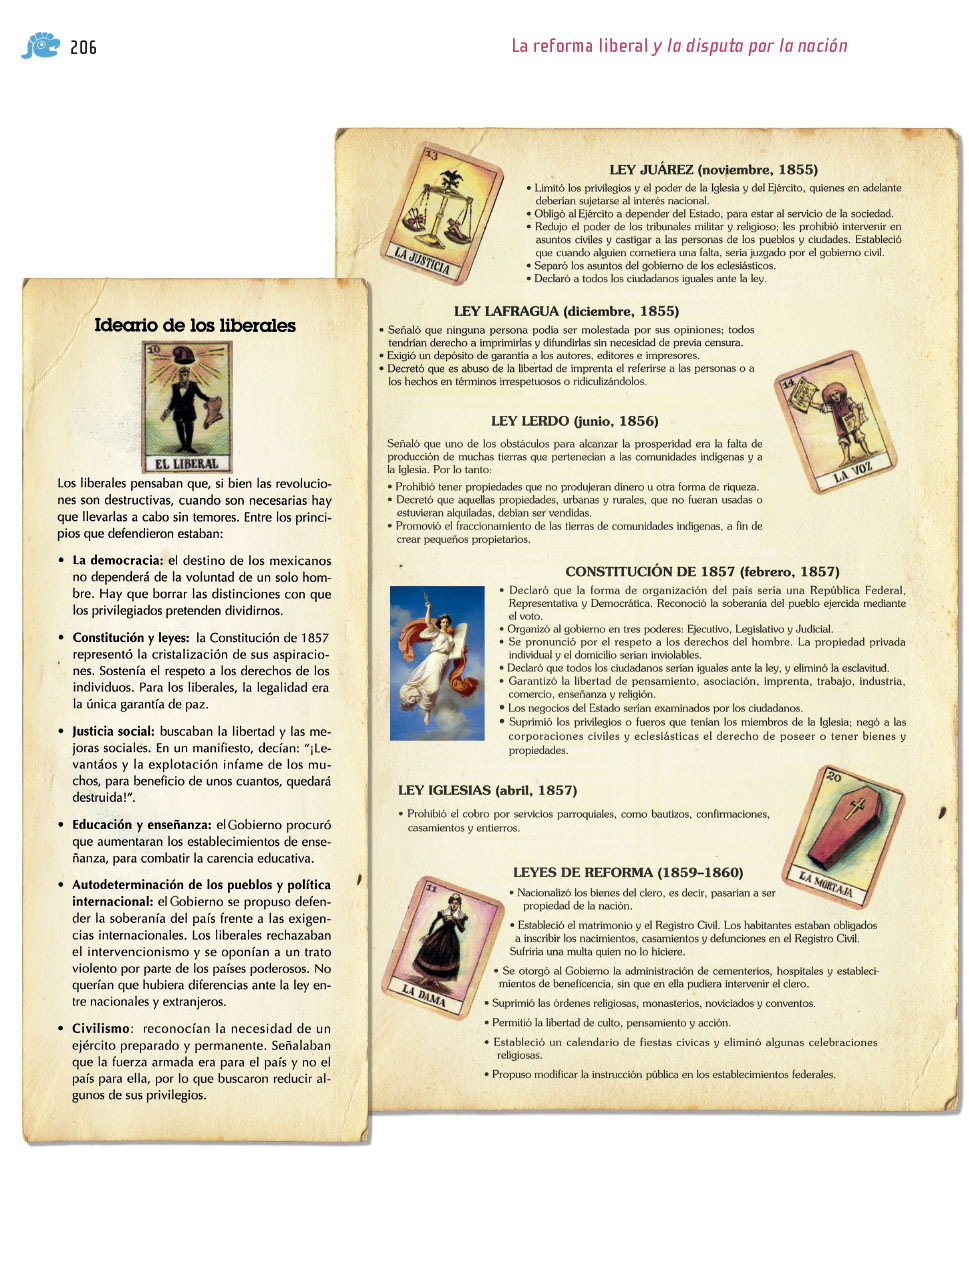 206
La reforma liberal y la disputa por la nación
Ideario de los liberales
10
EL LIBERAL
Los liberales pensaban que, si bien las revolucio-
nes son destructivas, cuando son necesarias hay
que llevarlas a cabo sin temores. Entre los princi-
pios que defendieron estaban:
• La democracia: el destino de los mexicanos
no dependerá de la voluntad de un solo hom-
bre. Hay que borrar las distinciones con que
los privilegiados pretenden dividirnos.
• Constitución y leyes: la Constitución de 1857
representó la cristalización de sus aspiracio-
nes. Sostenía el respeto a los derechos de los
individuos. Para los liberales, la legalidad era
la única garantía de paz.
• Justicia social: buscaban la libertad y las me-
joras sociales. En un manifiesto, decían: “¡Le-
vantáos y la explotación infame de los mu-
chos, para beneficio de unos cuantos, quedará
destruida!”.
• Educación y enseñanza: el Gobierno procuró
que aumentaran los establecimientos de ense-
ñanza, para combatir la carencia educativa.
• Autodeterminación de los pueblos y política
internacional: el Gobierno se propuso defen-
der la soberanía del país frente a las exigen-
cias internacionales. Los liberales rechazaban
el intervencionismo y se oponían a un trato
violento por parte de los países poderosos. No
querían que hubiera diferencias ante la ley en-
tre nacionales y extranjeros.
• Civilismo: reconocían la necesidad de un
ejército preparado y permanente. Señalaban
que la fuerza armada era para el país y no el
país para ella, por lo que buscaron reducir al-
gunos de sus privilegios.
13
LA JUSTICIA
LEY JUÁREZ (noviembre, 1855)
• Limitó los privilegios y el poder de la Iglesia y del Ejército, quienes en adelante
deberían sujetarse al interés nacional.
• Obligó al Ejército a depender del Estado, para estar al servicio de la sociedad.
• Redujo el poder de los tribunales militar y religioso; les prohibió intervenir en
asuntos civiles y castigar a las personas de los pueblos y ciudades. Estableció
que cuando alguien cometiera una falta, sería juzgado por el gobierno civil.
• Separó los asuntos del gobierno de los eclesiásticos.
• Declaró a todos los ciudadanos iguales ante la ley.
LEY LAFRAGUA (diciembre, 1855)
• Señaló que ninguna persona podía ser molestada por sus opiniones; todos
tendrían derecho a imprimirlas y difundirlas sin necesidad de previa censura.
• Exigió un depósito de garantía a los autores, editores e impresores.
• Decretó que es abuso de la libertad de imprenta el referirse a las personas o a
los hechos en términos irrespetuosos o ridiculizándolos.
14
LA VOZ
LEY LERDO (junio, 1856)
Señaló que uno de los obstáculos para alcanzar la prosperidad era la falta de
producción de muchas tierras que pertenecían a las comunidades indígenas y a
la Iglesia. Por lo tanto:
• Prohibió tener propiedades que no produjeran dinero u otra forma de riqueza.
• Decretó que aquellas propiedades, urbanas y rurales, que no fueran usadas o
estuvieran alquiladas, debían ser vendidas.
• Promovió el fraccionamiento de las tierras de comunidades indígenas, a fin de
crear pequeños propietarios.
CONSTITUCIÓN DE 1857 (febrero, 1857)
• Declaró que la forma de organización del país sería una República Federal,
Representativa y Democrática. Reconoció la soberanía del pueblo ejercida mediante
el voto.
• Organizó al gobierno en tres poderes: Ejecutivo, Legislativo y Judicial.
• Se pronunció por el respeto a los derechos del hombre. La propiedad privada
individual y el domicilio serían inviolables.
• Declaró que todos los ciudadanos serían iguales ante la ley, y eliminó la esclavitud.
• Garantizó la libertad de pensamiento, asociación, imprenta, trabajo, industria,
comercio, enseñanza y religión.
• Los negocios del Estado serían examinados por los ciudadanos.
• Suprimió los privilegios o fueros que tenían los miembros de la Iglesia; negó a las
corporaciones civiles y eclesiásticas el derecho de poseer o tener bienes y
propiedades.
LEY IGLESIAS (abril, 1857)
• Prohibió el cobro por servicios parroquiales, como bautizos, confirmaciones,
casamientos y entierros.
20
LA MORTAJA
LEYES DE REFORMA (1859-1860)
11
LA DAMA
• Nacionalizó los bienes del clero, es decir, pasarían a ser
propiedad de la nación.
• Estableció el matrimonio y el Registro Civil. Los habitantes estaban obligados
a inscribir los nacimientos, casamientos y defunciones en el Registro Civil.
Sufriría una multa quien no lo hiciere.
• Se otorgó al Gobierno la administración de cementerios, hospitales y estableci-
mientos de beneficencia, sin que en ella pudiera intervenir el clero.
• Suprimió las órdenes religiosas, monasterios, noviciados y conventos.
• Permitió la libertad de culto, pensamiento y acción.
• Estableció un calendario de fiestas cívicas y eliminó algunas celebraciones
religiosas.
• Propuso modificar la instrucción pública en los establecimientos federales.